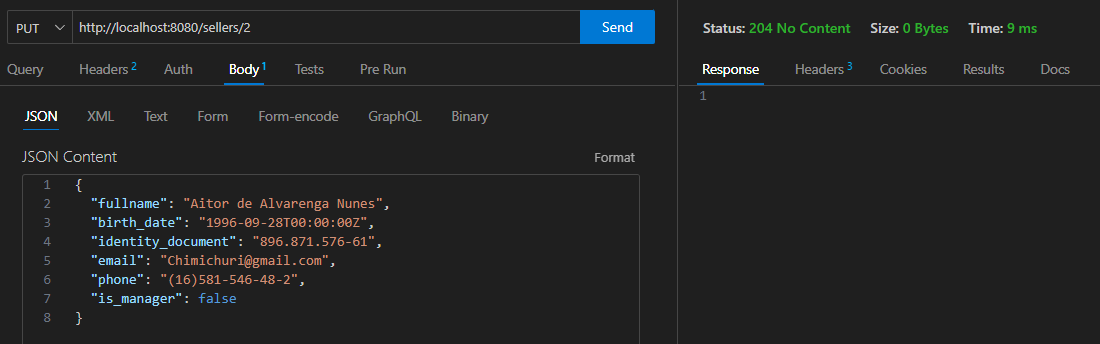 PUT http://localhost:8080/sellers/2 Send
Query Headers 2 Auth Body 1 Tests Pre Run
JSON XML Text Form Form-encode GraphQL Binary
JSON Content Format
1 {
2 "fullname": "Aitor de Alvarenga Nunes",
3 "birth_date": "1996-09-28T00:00:00Z",
4 "identity_document": "896.871.576-61",
5 "email": "Chimichuri@gmail.com",
6 "phone": "(16)581-546-48-2",
7 "is_manager": false
8 }
Status: 204 No Content Size: 0 Bytes Time: 9 ms
Response Headers 3 Cookies Results Docs
1